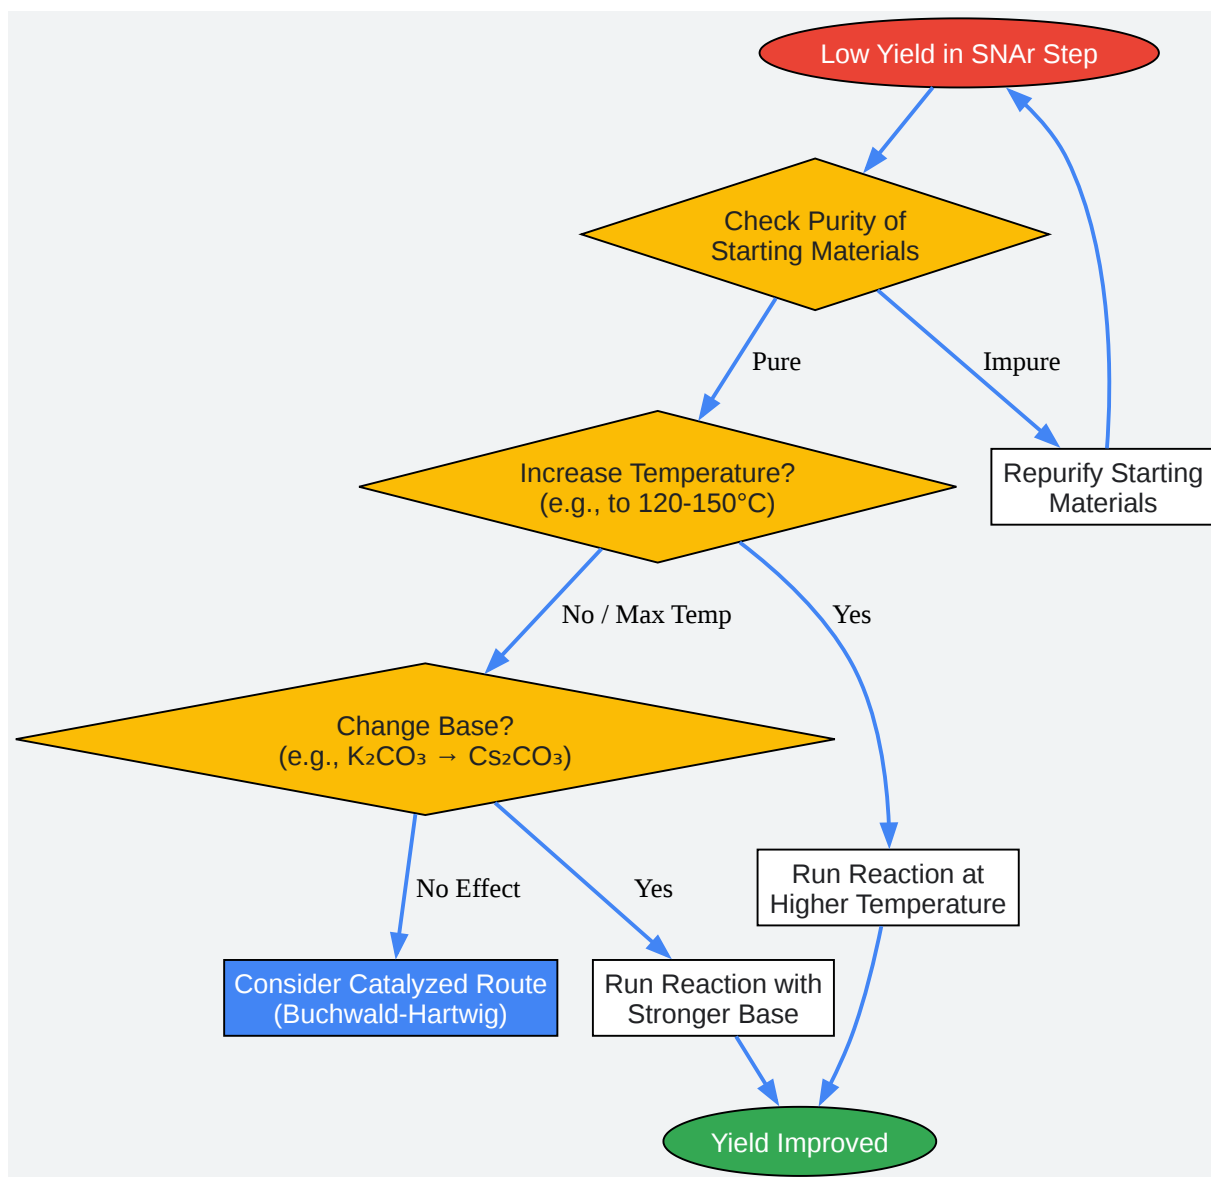 Low Yield in SNAr Step
Check Purity of
Starting Materials
Pure
Impure
Increase Temperature?
(e.g., to 120-150°C)
Repurify Starting
Materials
No / Max Temp
Yes
Change Base?
(e.g., K₂CO₃ → Cs₂CO₃)
No Effect
Yes
Run Reaction at
Higher Temperature
Consider Catalyzed Route
(Buchwald-Hartwig)
Run Reaction with
Stronger Base
Yield Improved